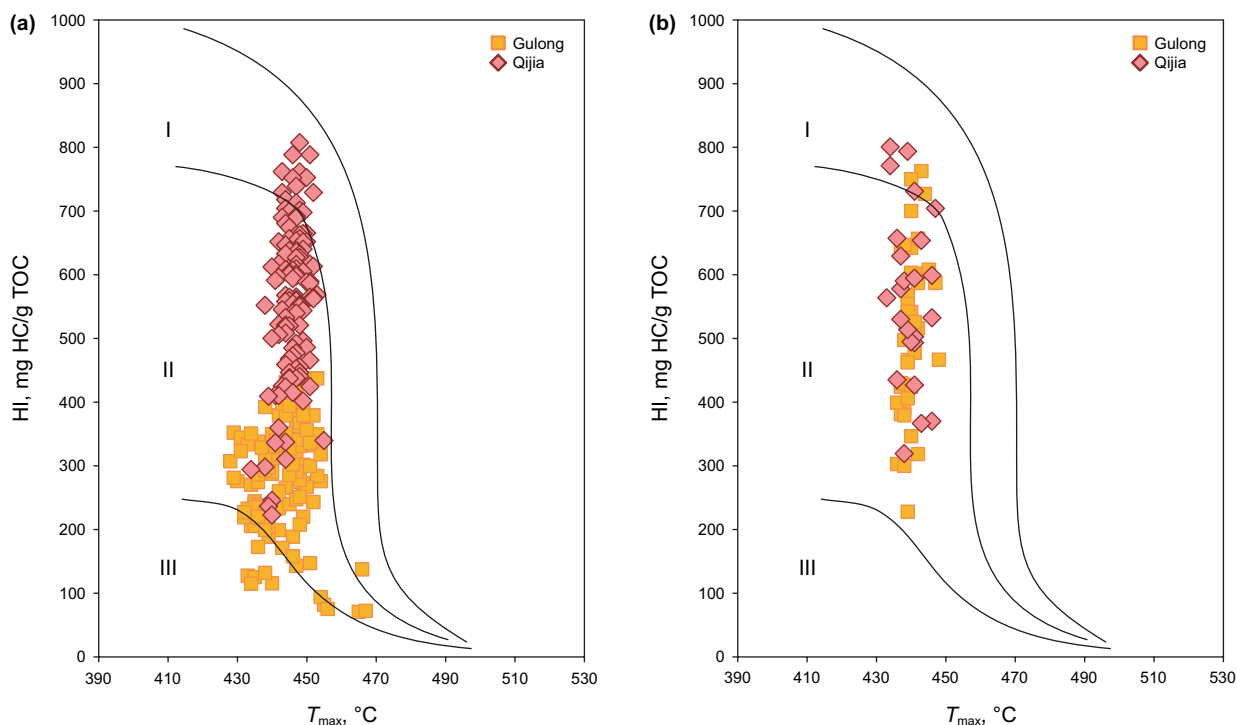 (a)
HI, mg HC/g TOC
1000
900
800
700
600
500
400
300
200
100
0
I
II
III
Gulong
Qijia
390
410
430
450
470
490
510
530
Tmax, °C
(b)
HI, mg HC/g TOC
1000
900
800
700
600
500
400
300
200
100
0
I
II
III
Gulong
Qijia
390
410
430
450
470
490
510
530
Tmax, °C